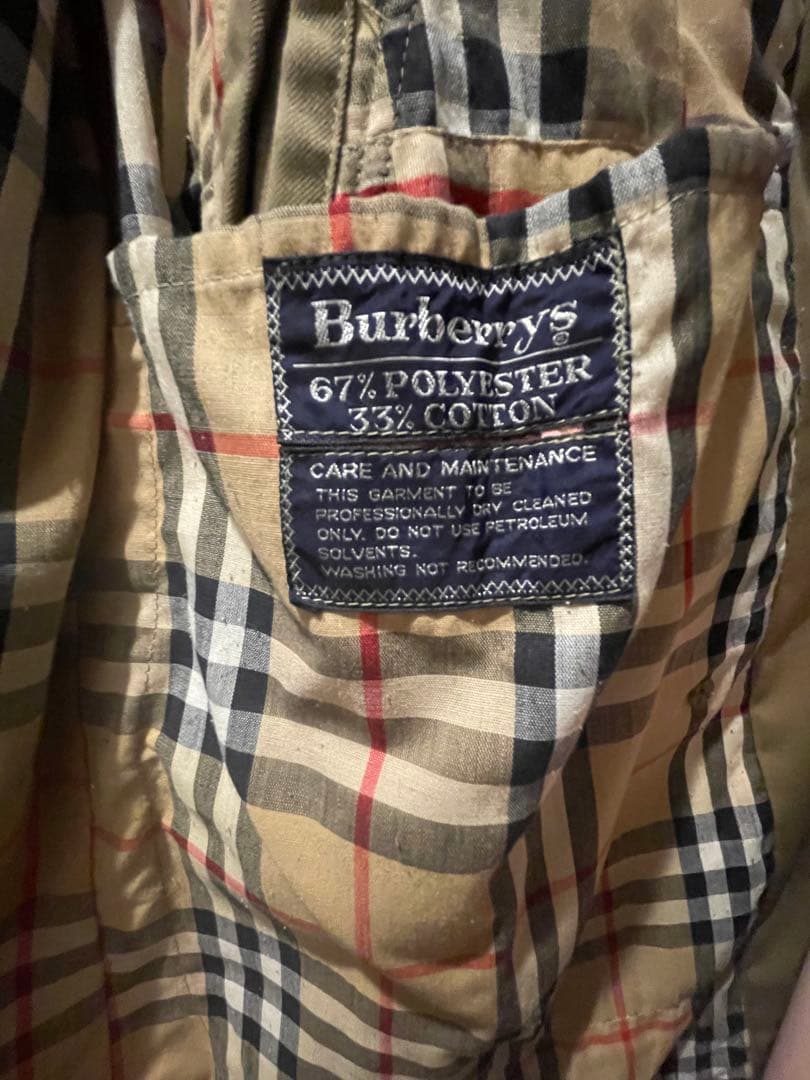 Burberrys®
67% POLYESTER
33% COTTON
CARE AND MAINTENANCE
THIS GARMENT TO BE
PROFESSIONALLY DRY CLEANED
ONLY. DO NOT USE PETROLEUM
SOLVENTS.
WASHING NOT RECOMMENDED.